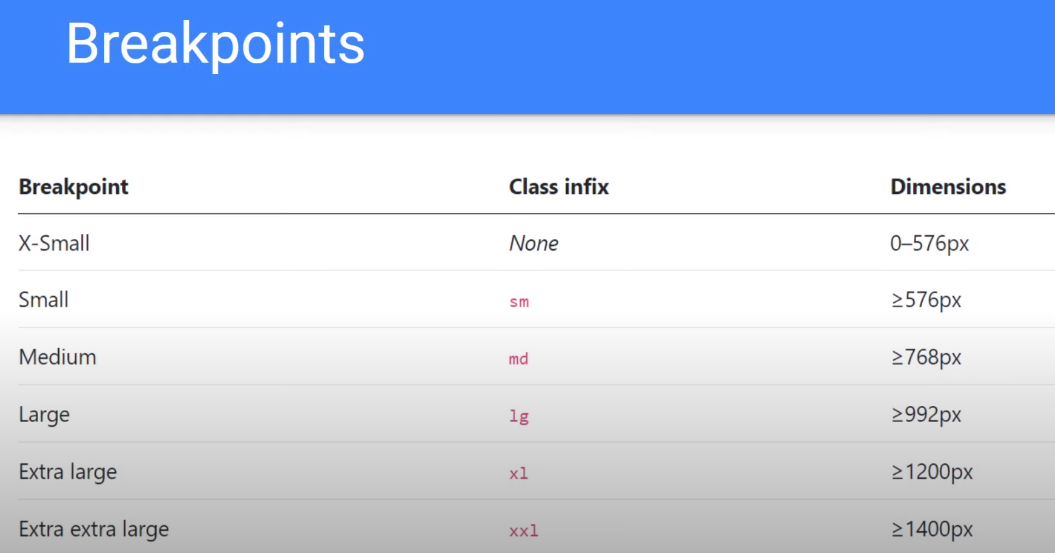 Breakpoints
Breakpoint Class infix Dimensions
X-Small None 0–576px
Small sm ≥576px
Medium md ≥768px
Large lg ≥992px
Extra large xl ≥1200px
Extra extra large xxl ≥1400px